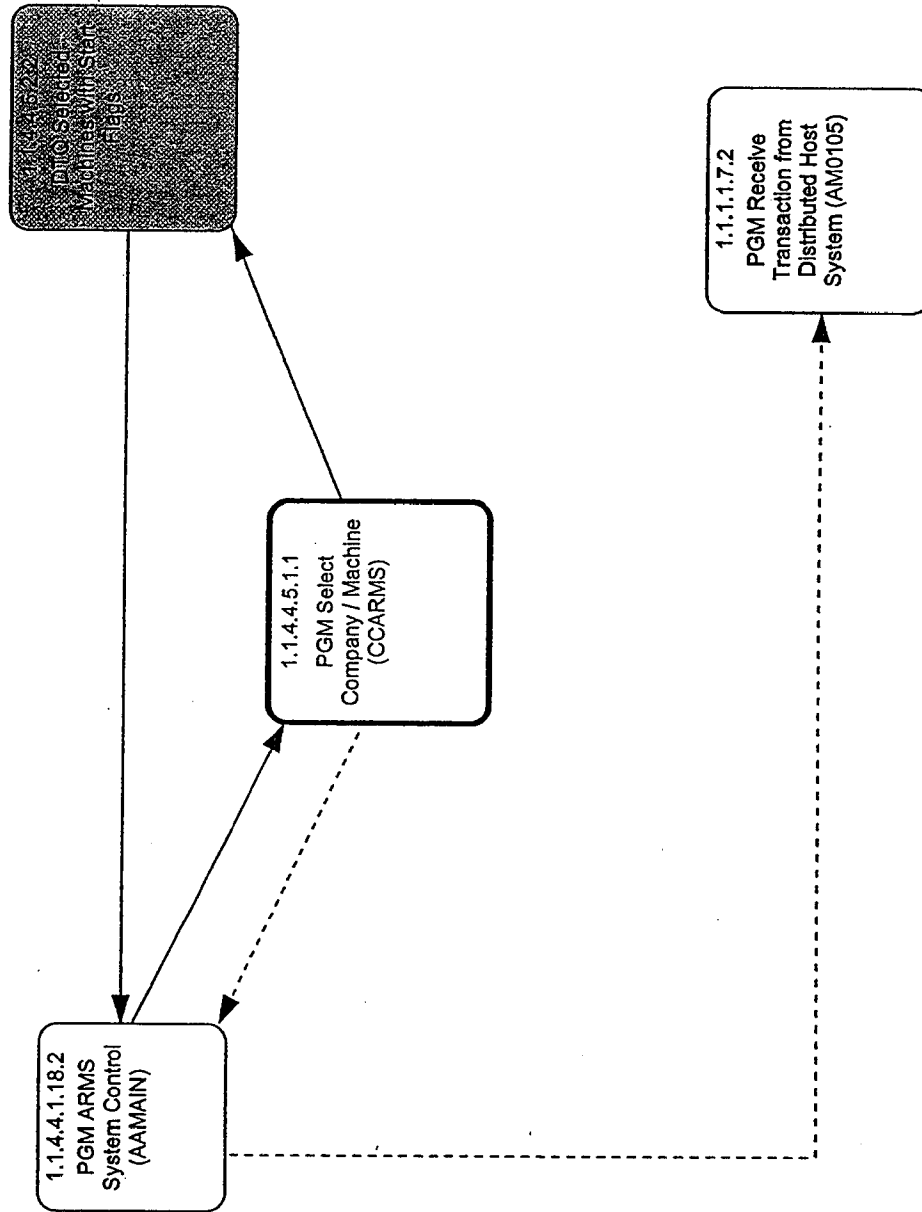 1.1.4.4.1.18.2
PGM ARMS
System Control
(AAMAIN)
1.1.4.4.5.1.1
PGM Select
Company / Machine
(CCARMS)
Selected
Machines With Start
Flags
1.1.1.1.7.2
PGM Receive
Transaction from
Distributed Host
System (AM0105)